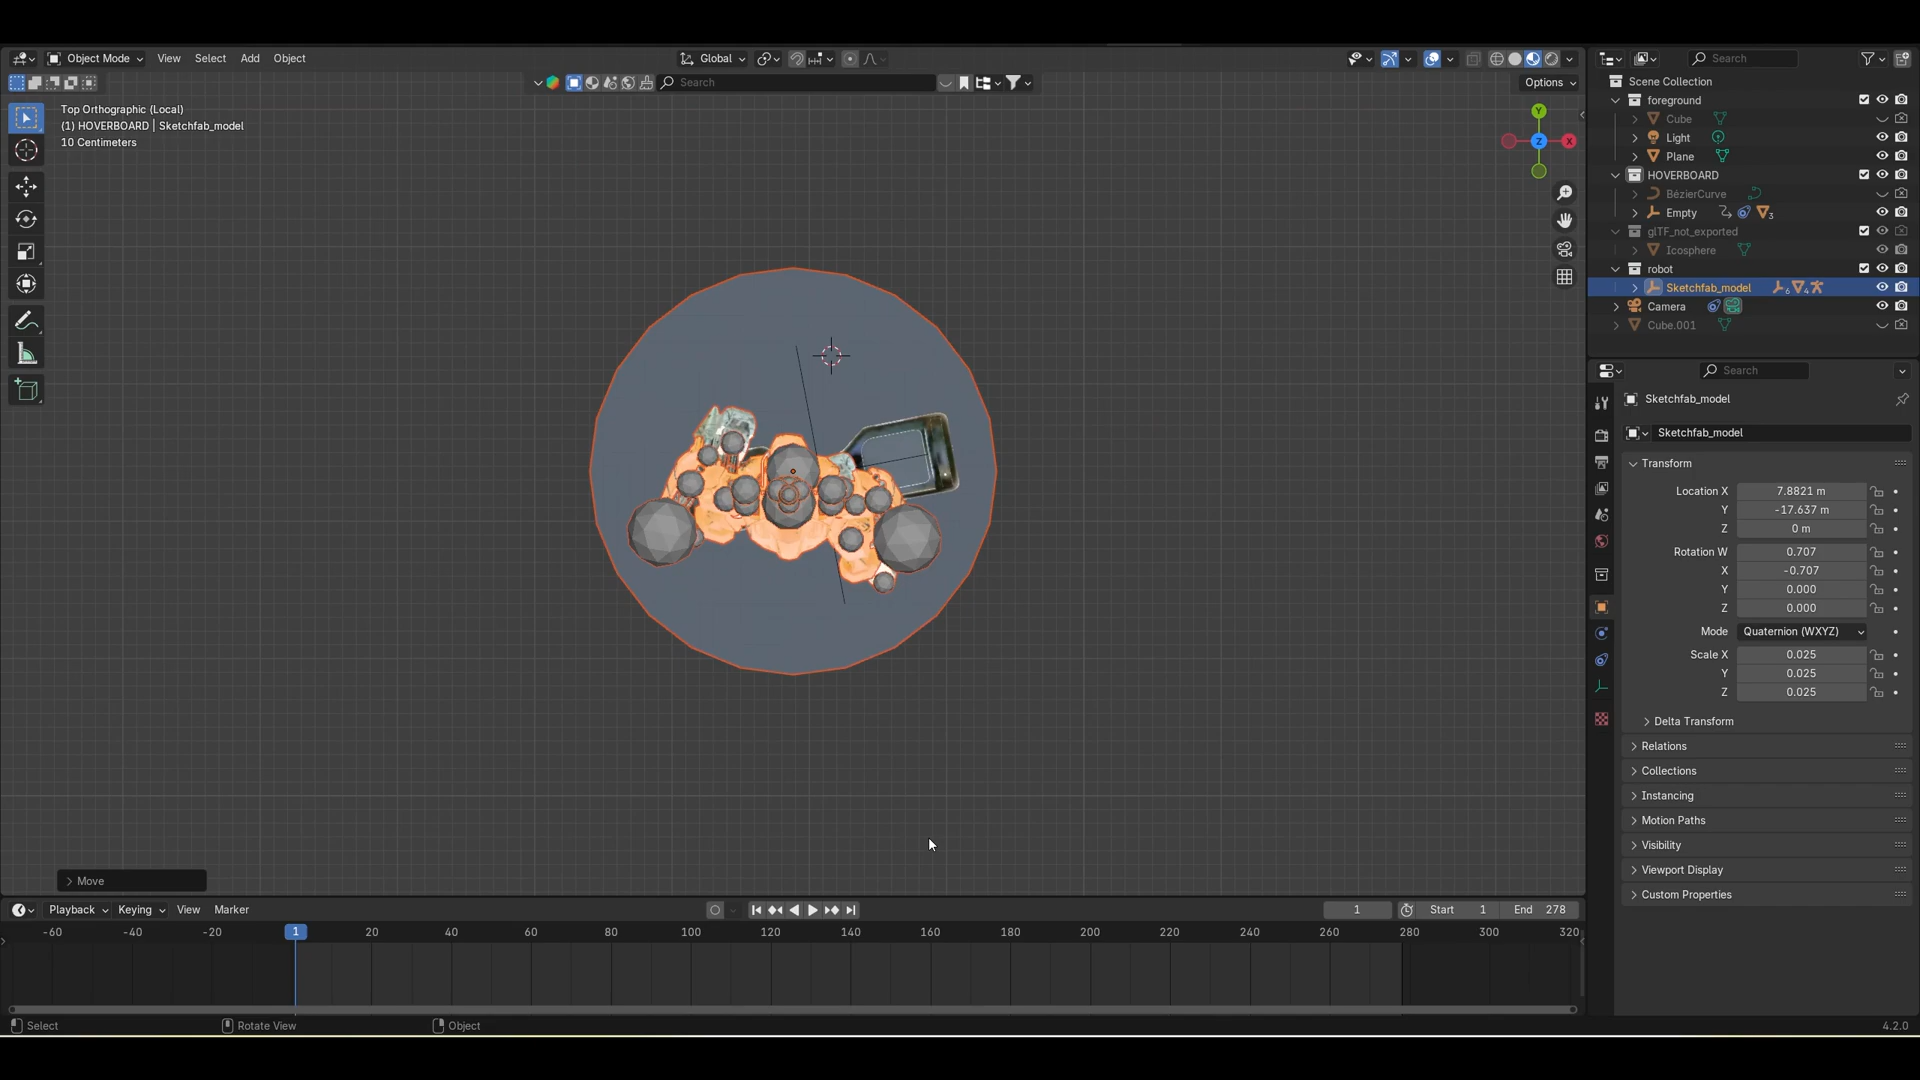 Object Mode View Select Add Object Global
Search Options
Top Orthographic (Local)
(1) HOVERBOARD | Sketchfab_model
10 Centimeters
Y
Z
X
Move
Search
Scene Collection
foreground
Cube
Light
Plane
HOVERBOARD
BézierCurve
Empty 3
glTF_not_exported
Icosphere
robot
Sketchfab_model 6 4
Camera
Cube.001
Search
Sketchfab_model
Sketchfab_model
Transform
Location X 7.8821 m
Y -17.637 m
Z 0 m
Rotation W 0.707
X -0.707
Y 0.000
Z 0.000
Mode Quaternion (WXYZ)
Scale X 0.025
Y 0.025
Z 0.025
Delta Transform
Relations
Collections
Instancing
Motion Paths
Visibility
Viewport Display
Custom Properties
Playback Keying View Marker 1 Start 1 End 278
-60 -40 -20 1 20 40 60 80 100 120 140 160 180 200 220 240 260 280 300 320
Select Rotate View Object 4.2.0